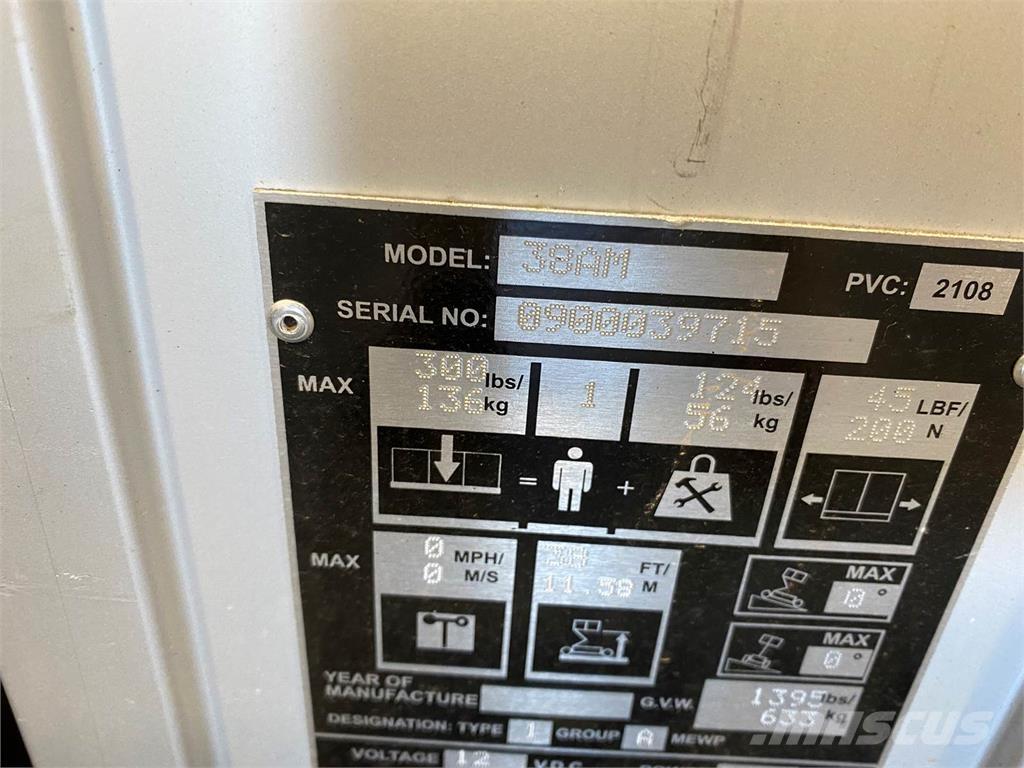 MODEL: 38AM
PVC: 2108
SERIAL NO: 0900039715
MAX 300 lbs/ 1 124 lbs/ 45 LBF/
136 kg 56 kg 200 N
= +
MAX 0 MPH/ 38 FT/
0 M/S 11.58 M
MAX 0°
MAX 0°
YEAR OF
MANUFACTURE G.V.W. 1395 lbs/
633 kg
DESIGNATION: TYPE 1 GROUP A MEWP
VOLTAGE 12 V.D.C.
MASCUS